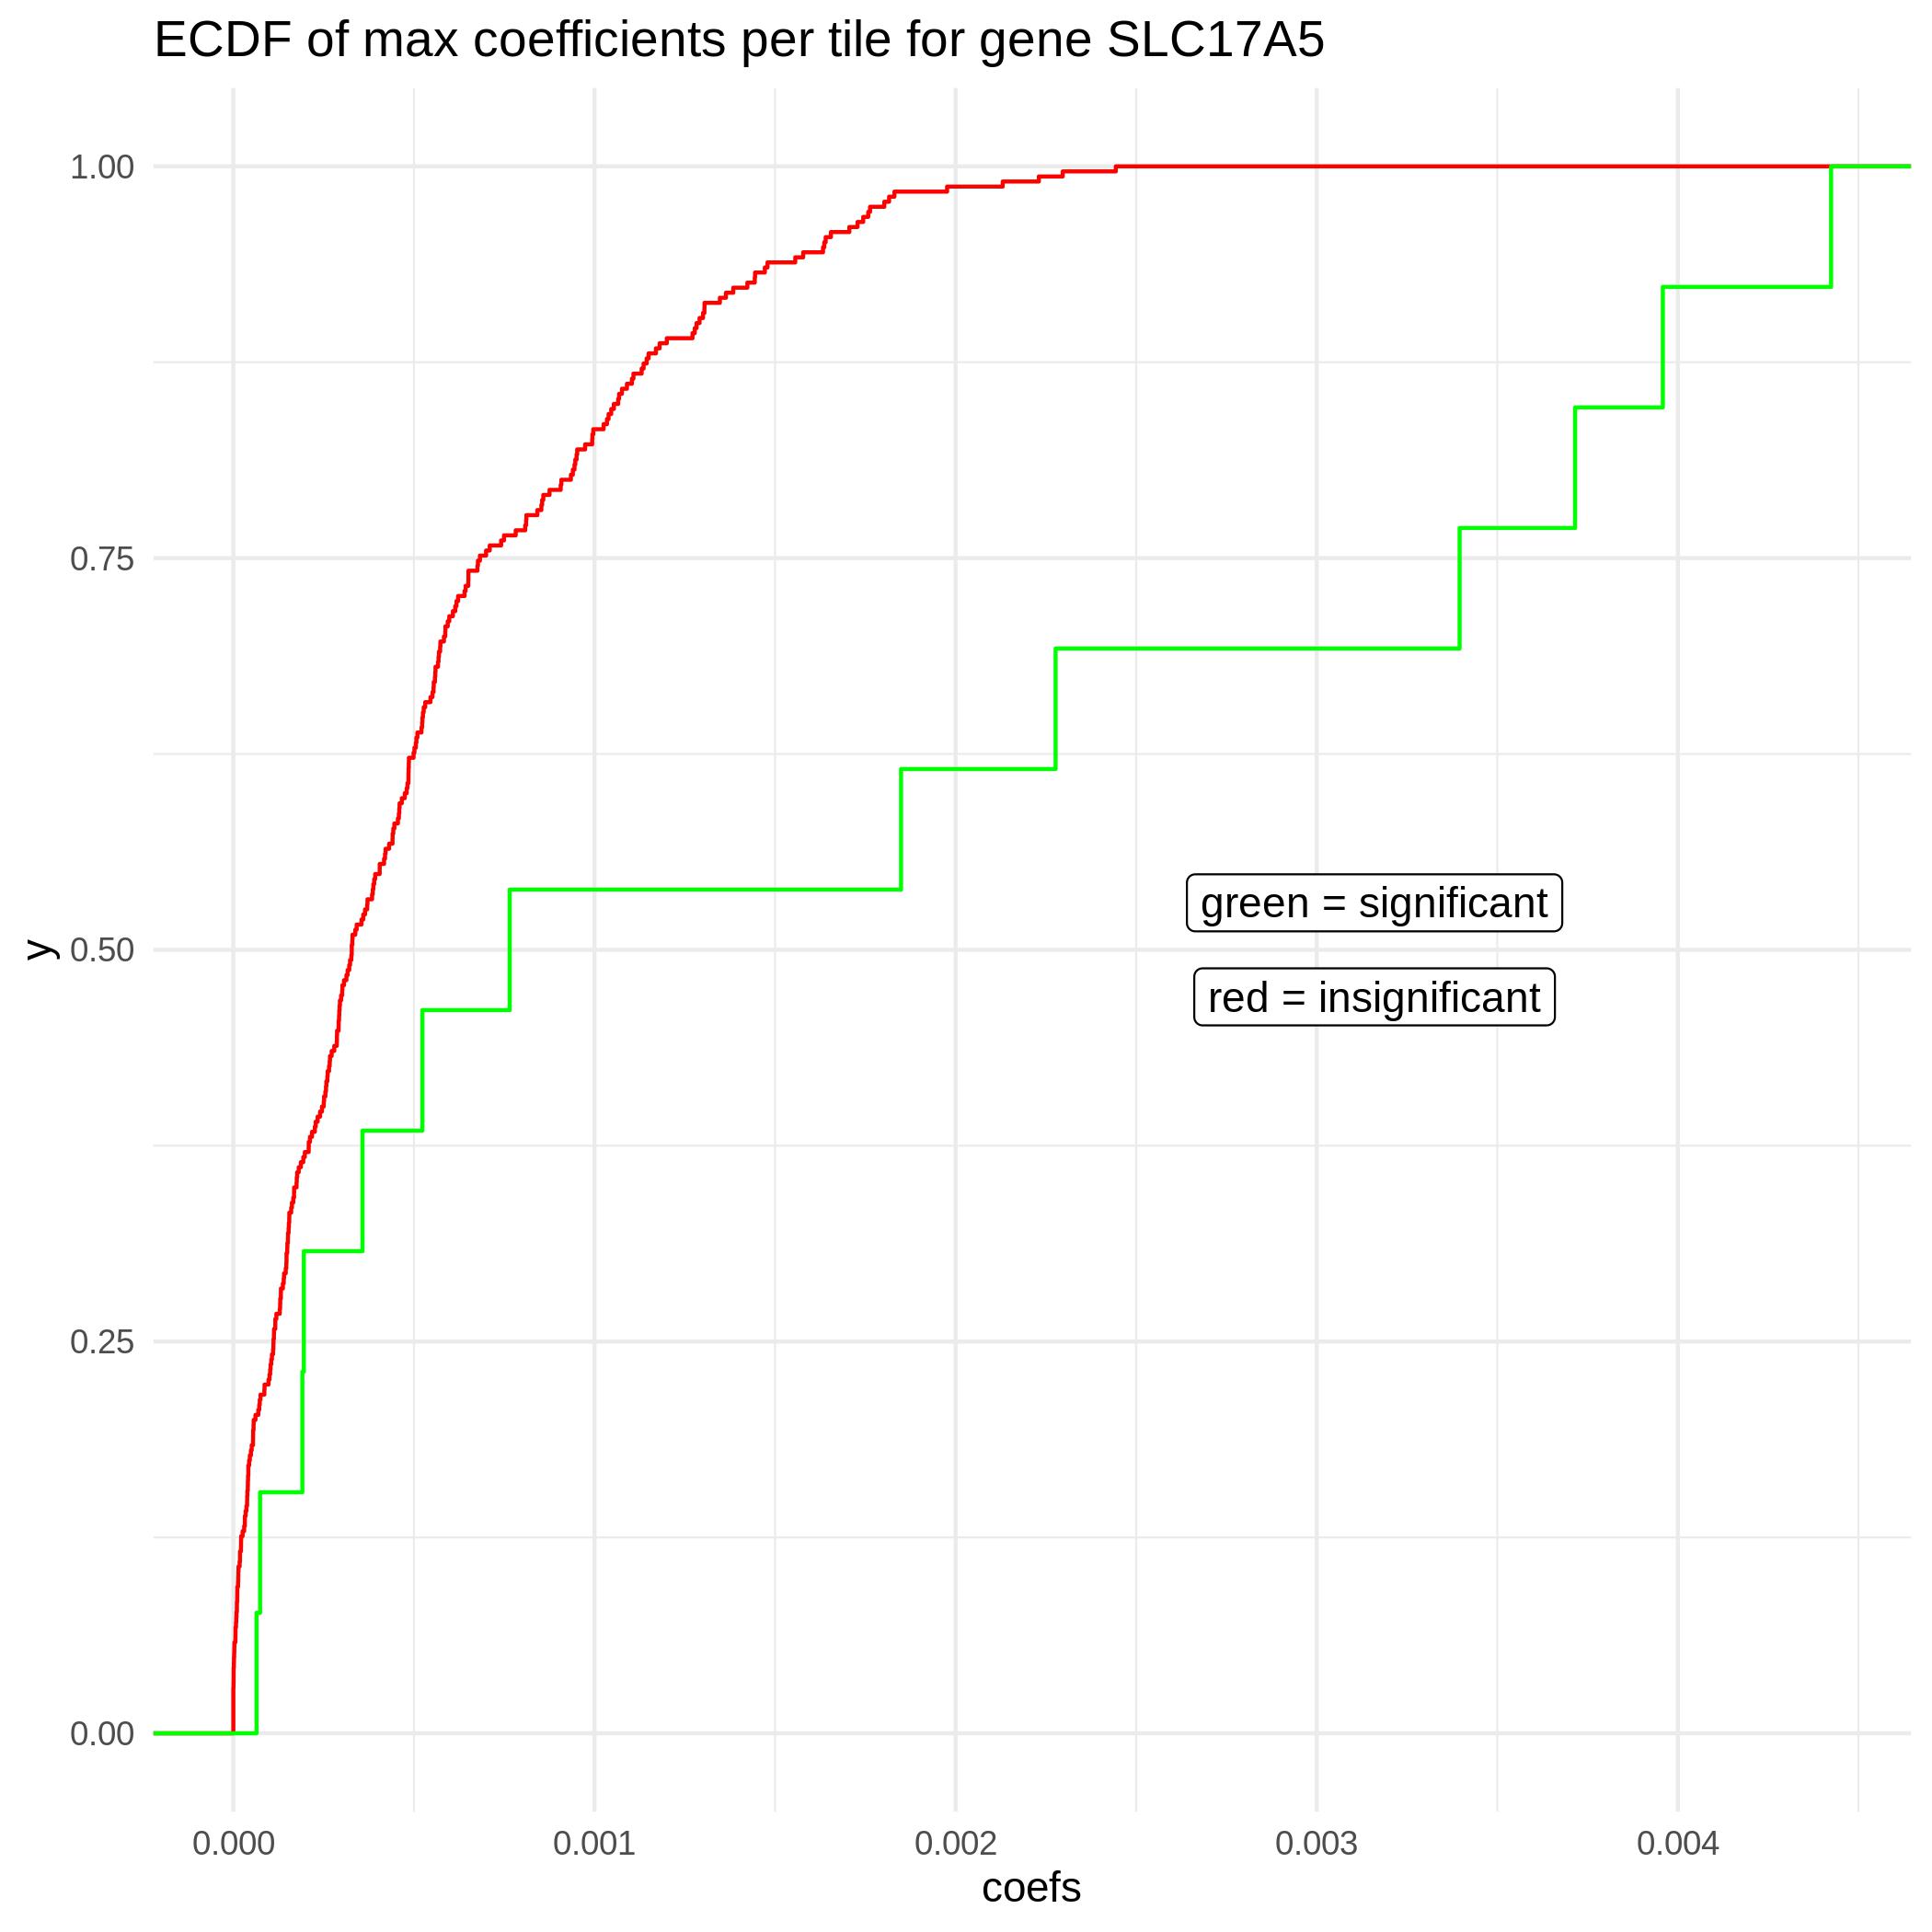 ECDF of max coefficients per tile for gene SLC17A5
1.00
0.75
0.50
0.25
0.00
y
green = significant
red = insignificant
0.000 0.001 0.002 0.003 0.004
coefs